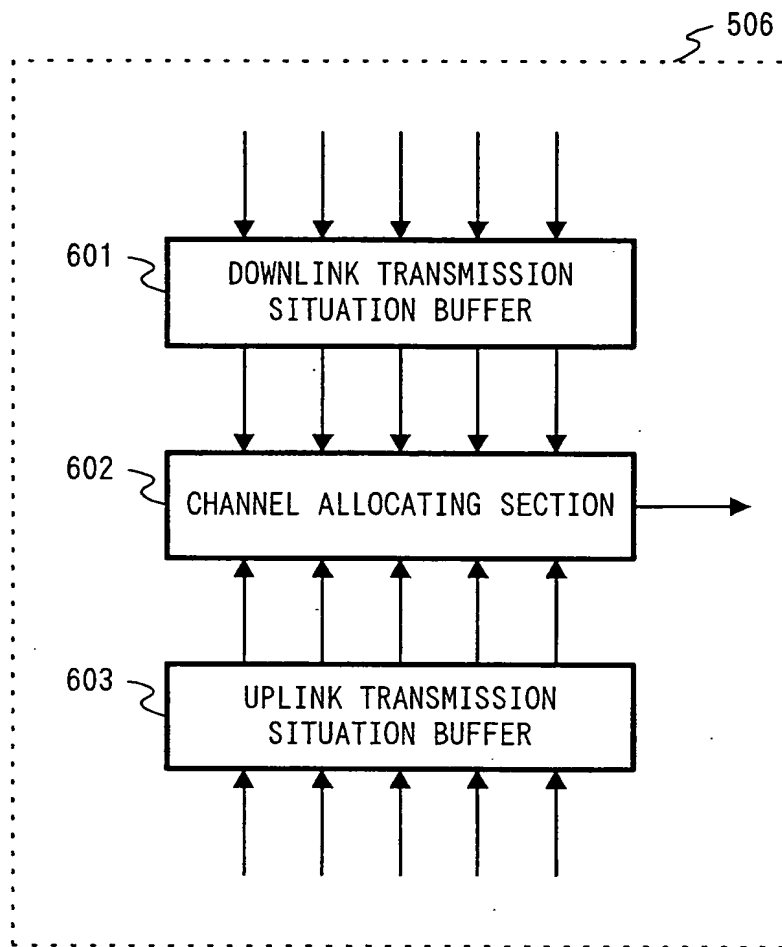 506
601
DOWNLINK TRANSMISSION
SITUATION BUFFER
602
CHANNEL ALLOCATING SECTION
603
UPLINK TRANSMISSION
SITUATION BUFFER